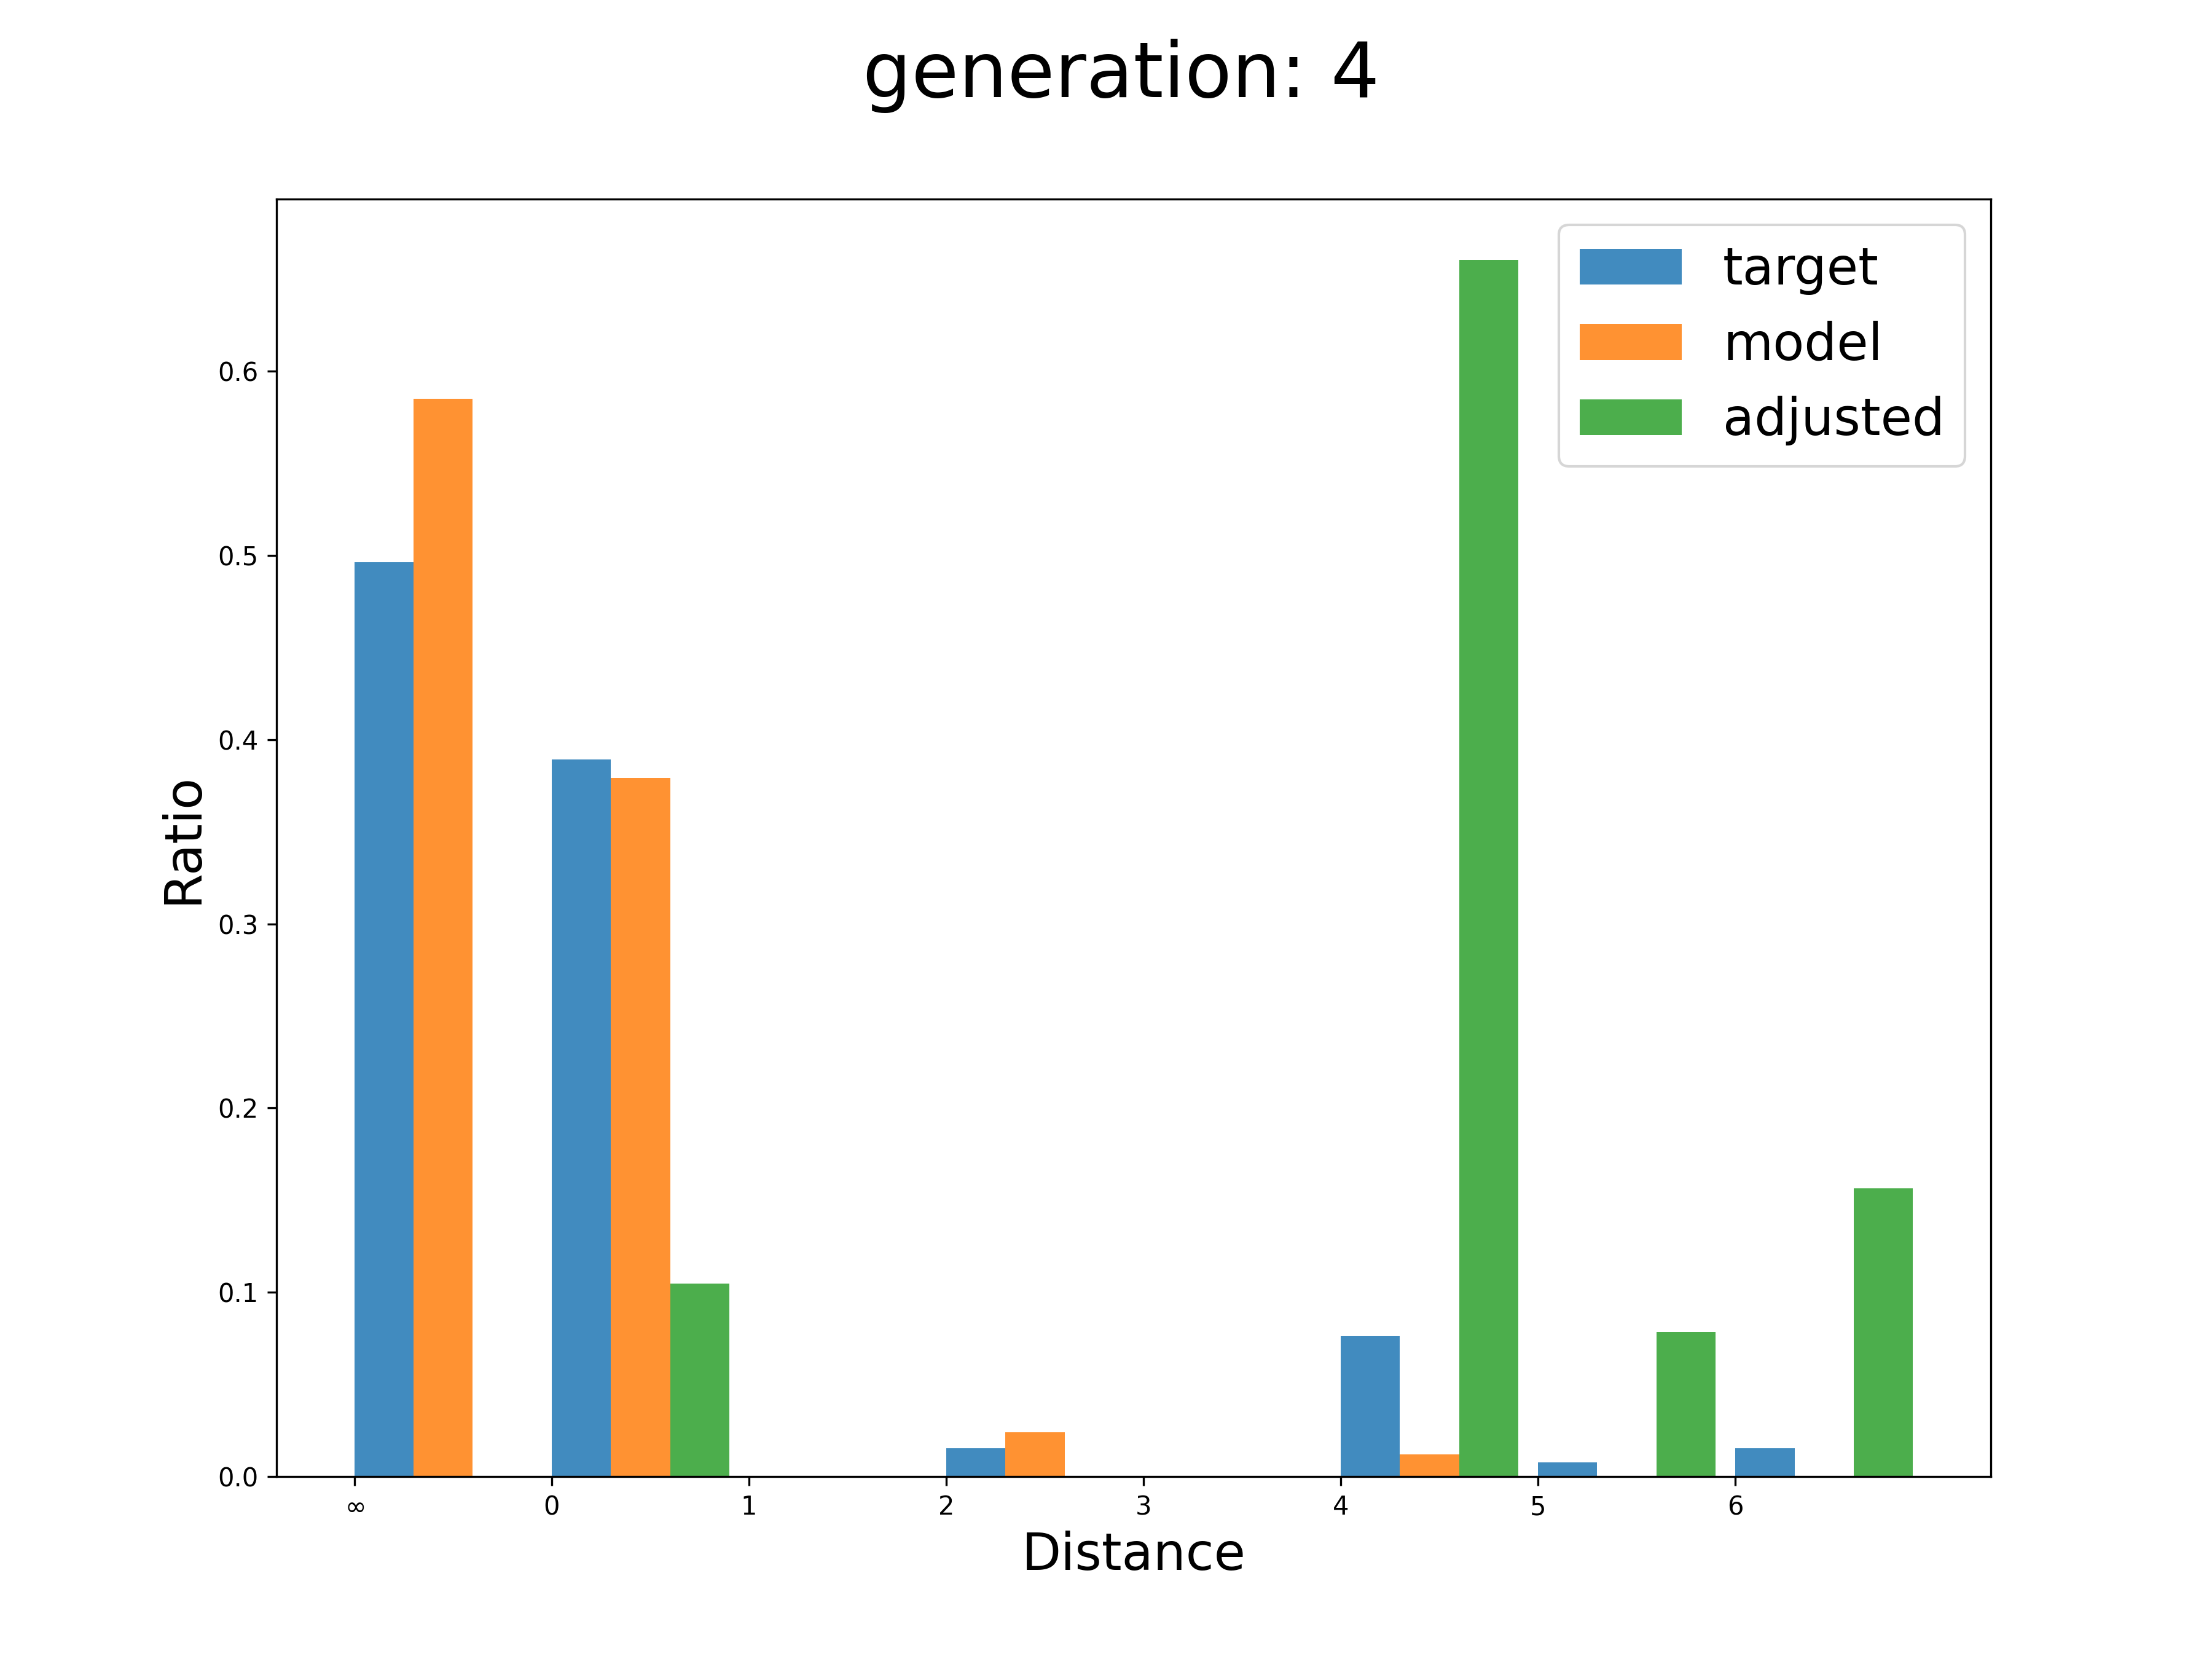 generation: 4
target
model
adjusted
Ratio
0.6
0.5
0.4
0.3
0.2
0.1
0.0
∞ 0 1 2 3 4 5 6
Distance